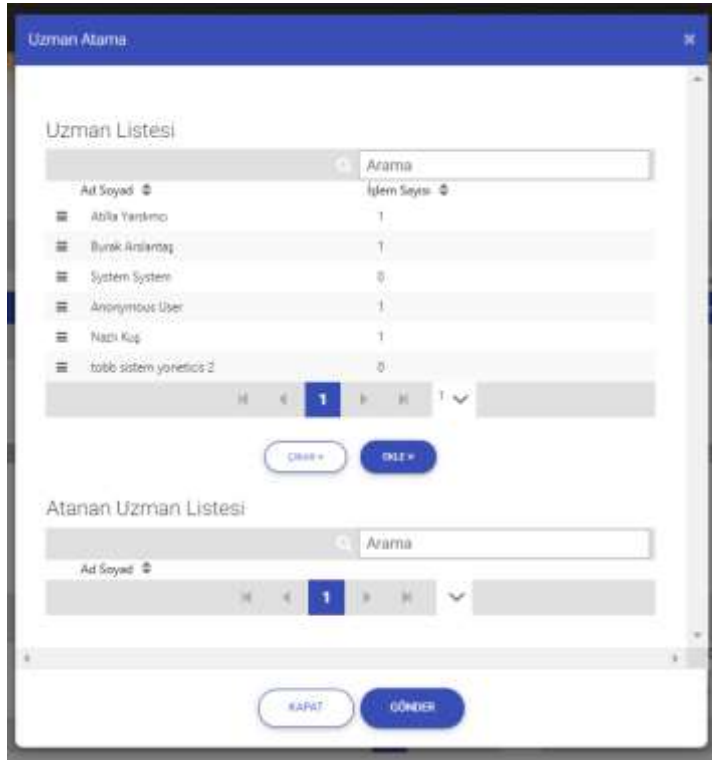 Uzman Atama ×
Uzman Listesi
Arama
Ad Soyad İşlem Sayısı
Atilla Yardımcı 1
Burak Arslantaş 1
System System 0
Anonymous User 1
Nazlı Kuş 1
tobb sistem yoneticis 2 0
1 1
ÇIKAR EKLE
Atanan Uzman Listesi
Arama
Ad Soyad
1
KAPAT GÖNDER